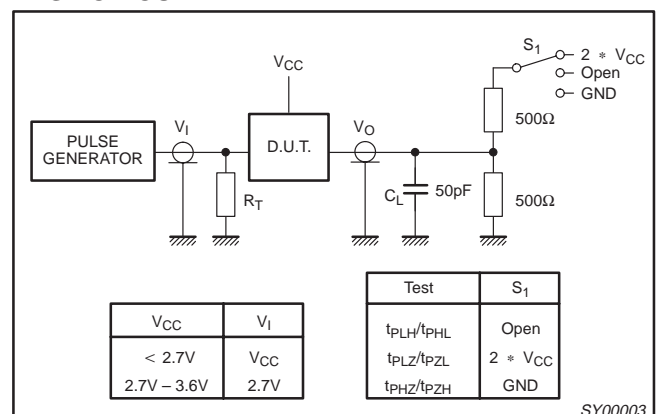 S1
2 * VCC
VCC
Open
GND
500Ω
VI
VO
PULSE
GENERATOR
D.U.T.
RT
CL
50pF
500Ω
VCC VI
< 2.7V VCC
2.7V – 3.6V 2.7V
Test S1
tPLH/tPHL Open
tPLZ/tPZL 2 * VCC
tPHZ/tPZH GND
SY00003